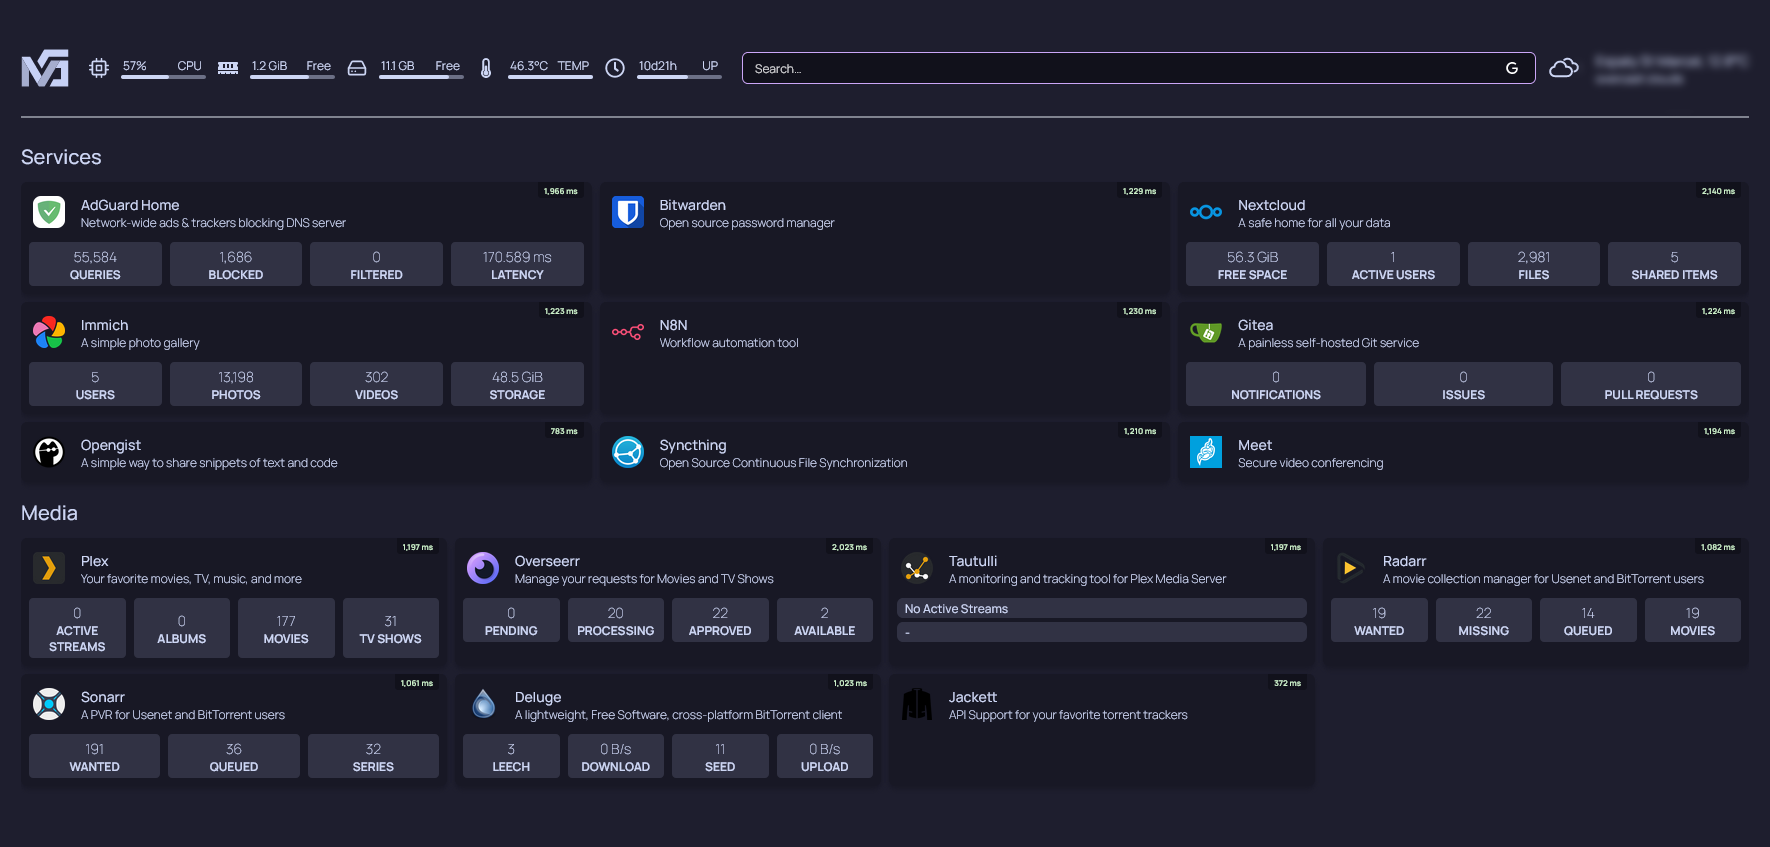 57% CPU
1.2 GiB Free
11.1 GB Free
46.3°C TEMP
10d21h UP
Search...
G
Services
1,966 ms
AdGuard Home
Network-wide ads & trackers blocking DNS server
55,584 1,686 0 170.589 ms
QUERIES BLOCKED FILTERED LATENCY
1,229 ms
Bitwarden
Open source password manager
2,140 ms
Nextcloud
A safe home for all your data
56.3 GiB 1 2,981 5
FREE SPACE ACTIVE USERS FILES SHARED ITEMS
1,223 ms
Immich
A simple photo gallery
5 13,198 302 48.5 GiB
USERS PHOTOS VIDEOS STORAGE
1,230 ms
N8N
Workflow automation tool
1,224 ms
Gitea
A painless self-hosted Git service
0 0 0
NOTIFICATIONS ISSUES PULL REQUESTS
783 ms
Opengist
A simple way to share snippets of text and code
1,210 ms
Syncthing
Open Source Continuous File Synchronization
1,194 ms
Meet
Secure video conferencing
Media
1,197 ms
Plex
Your favorite movies, TV, music, and more
0 0 177 31
ACTIVE STREAMS ALBUMS MOVIES TV SHOWS
2,023 ms
Overseerr
Manage your requests for Movies and TV Shows
0 20 22 2
PENDING PROCESSING APPROVED AVAILABLE
1,197 ms
Tautulli
A monitoring and tracking tool for Plex Media Server
No Active Streams
-
1,082 ms
Radarr
A movie collection manager for Usenet and BitTorrent users
19 22 14 19
WANTED MISSING QUEUED MOVIES
1,061 ms
Sonarr
A PVR for Usenet and BitTorrent users
191 36 32
WANTED QUEUED SERIES
1,023 ms
Deluge
A lightweight, Free Software, cross-platform BitTorrent client
3 0 B/s 11 0 B/s
LEECH DOWNLOAD SEED UPLOAD
372 ms
Jackett
API Support for your favorite torrent trackers